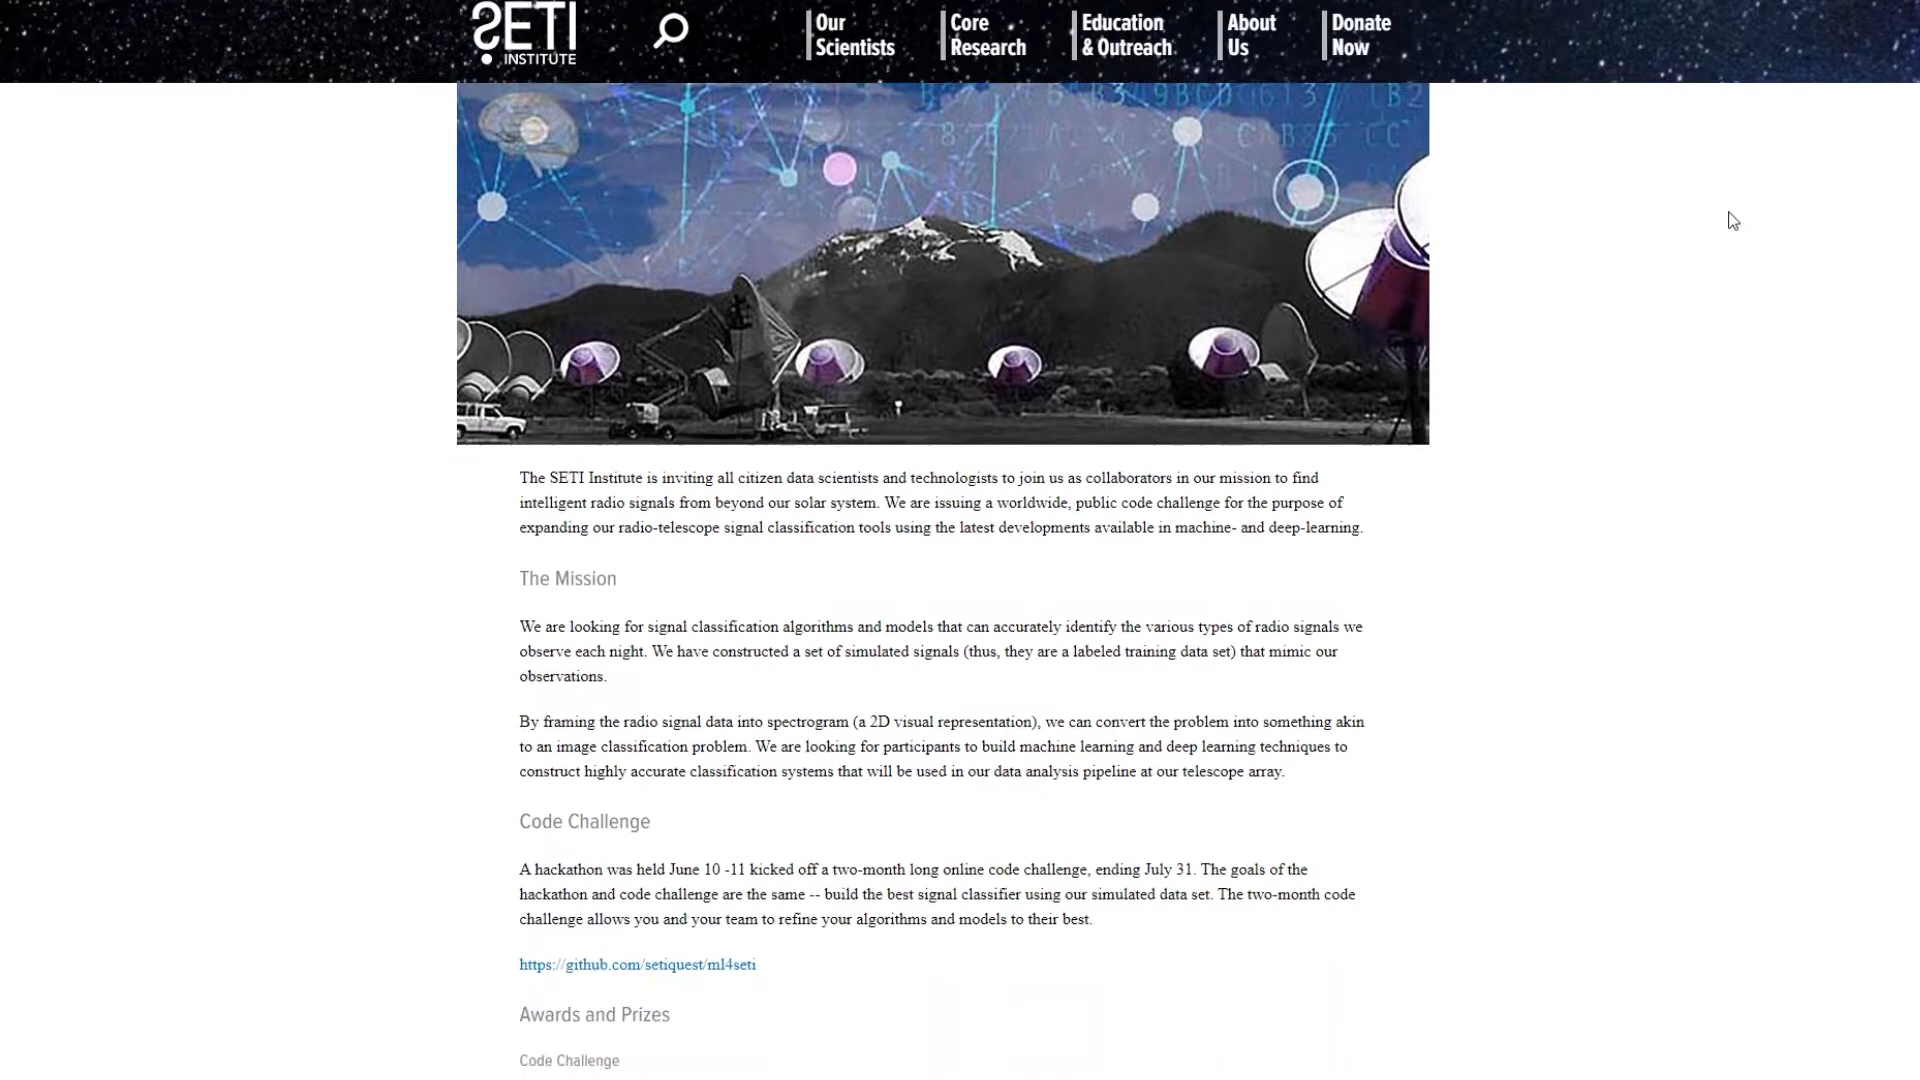 SETI
INSTITUTE
Our
Scientists
Core
Research
Education
& Outreach
About
Us
Donate
Now
The SETI Institute is inviting all citizen data scientists and technologists to join us as collaborators in our mission to find
intelligent radio signals from beyond our solar system. We are issuing a worldwide, public code challenge for the purpose of
expanding our radio-telescope signal classification tools using the latest developments available in machine- and deep-learning.
The Mission
We are looking for signal classification algorithms and models that can accurately identify the various types of radio signals we
observe each night. We have constructed a set of simulated signals (thus, they are a labeled training data set) that mimic our
observations.
By framing the radio signal data into spectrogram (a 2D visual representation), we can convert the problem into something akin
to an image classification problem. We are looking for participants to build machine learning and deep learning techniques to
construct highly accurate classification systems that will be used in our data analysis pipeline at our telescope array.
Code Challenge
A hackathon was held June 10 -11 kicked off a two-month long online code challenge, ending July 31. The goals of the
hackathon and code challenge are the same -- build the best signal classifier using our simulated data set. The two-month code
challenge allows you and your team to refine your algorithms and models to their best.
https://github.com/setiquest/ml4seti
Awards and Prizes
Code Challenge